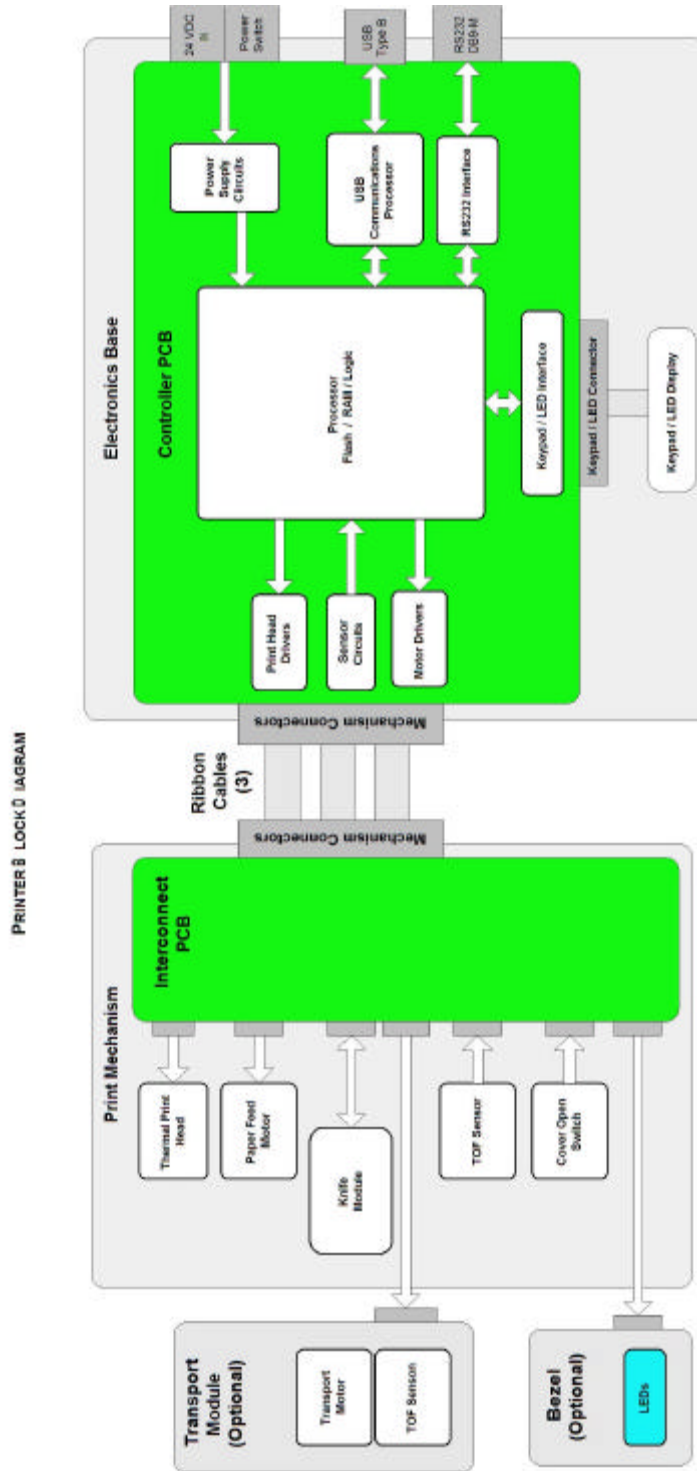 PRINTER B LOCK D IAGRAM
Transport
Module
(Optional)
Transport
Motor
TOF Senson
Bezel
(Optional)
LEDs
Print Mechanism
Thermal Print
Head
Paper Feed
Motor
Knife
Module
TOF Sensor
Cover Open
Switch
Interconnect
PCB
Mechanism Connectors
Ribbon
Cables
(3)
Mechanism Connectors
Electronics Base
Controller PCB
Print Head
Drivers
Sensor
Circuits
Motor Drivers
Processor
Flash / RAM / Logic
Power
Supply
Circuits
USB
Communications
Processor
RS232 Interface
Keypad / LED Interface
Keypad / LED Connector
Keypad / LED Display
24 VDC
IN
Power
Switch
USB
Type B
RS232
DB9-M